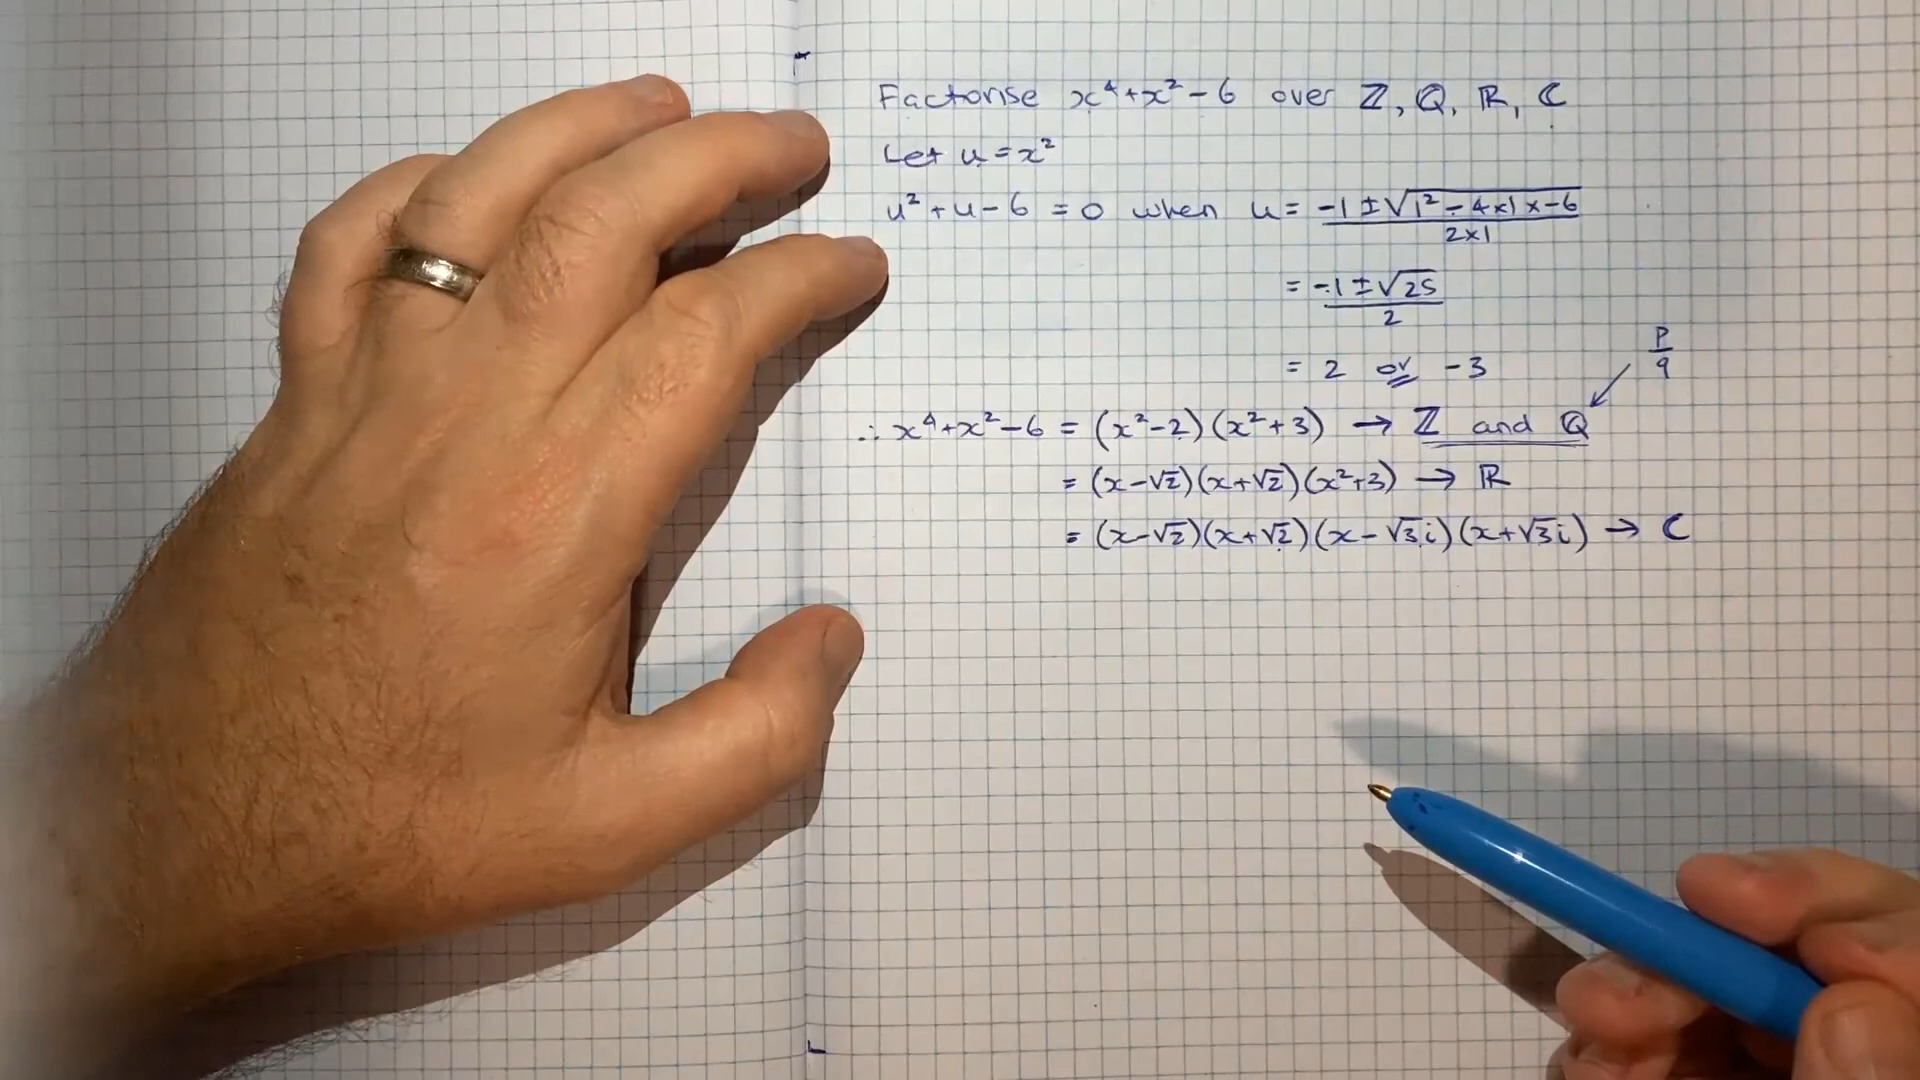 Factorise x⁴+x²-6 over ℤ, ℚ, ℝ, ℂ
Let u=x²
u²+u-6 = 0 when u = (-1±√(1²-4×1×-6))/(2×1)
= (-1±√25)/2
= 2 or -3
p/q
∴ x⁴+x²-6 = (x²-2)(x²+3) → ℤ and ℚ
= (x-√2)(x+√2)(x²+3) → ℝ
= (x-√2)(x+√2)(x-√3i)(x+√3i) → ℂ